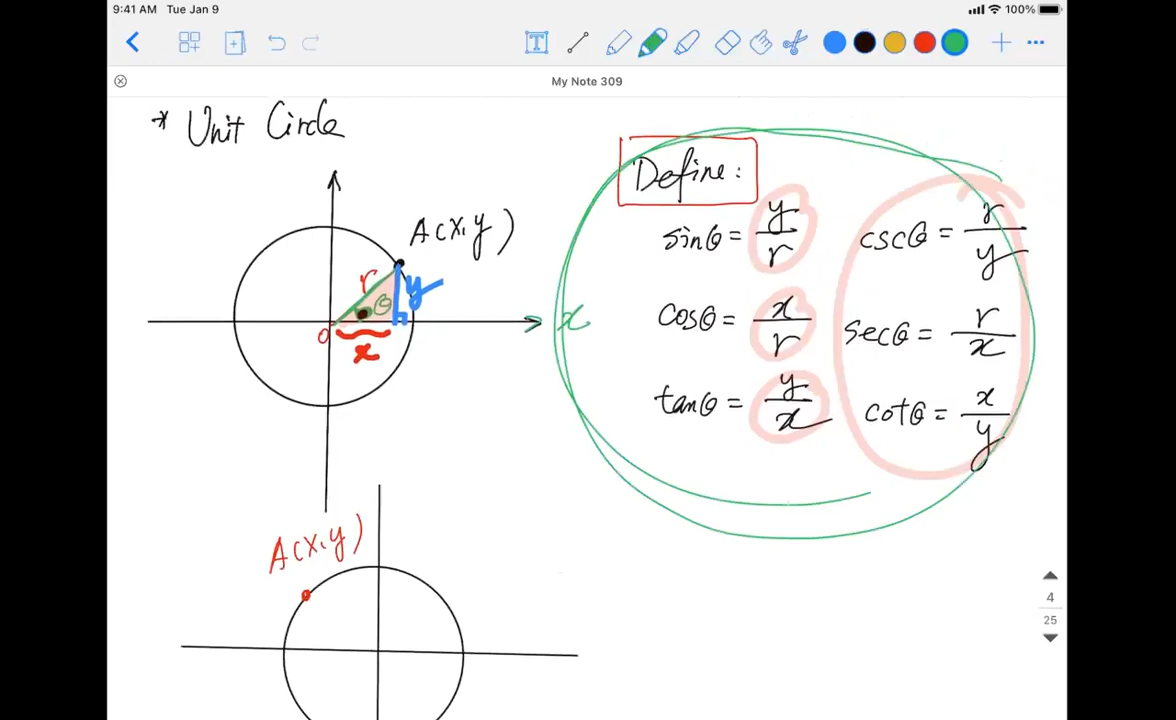 9:41 AM Tue Jan 9
100%
My Note 309
* Unit Circle
Define:
A(x,y)
sinθ = y/r
cscθ = r/y
r
y
θ
O
x
x
cosθ = x/r
secθ = r/x
tanθ = y/x
cotθ = x/y
A(x,y)
4
25